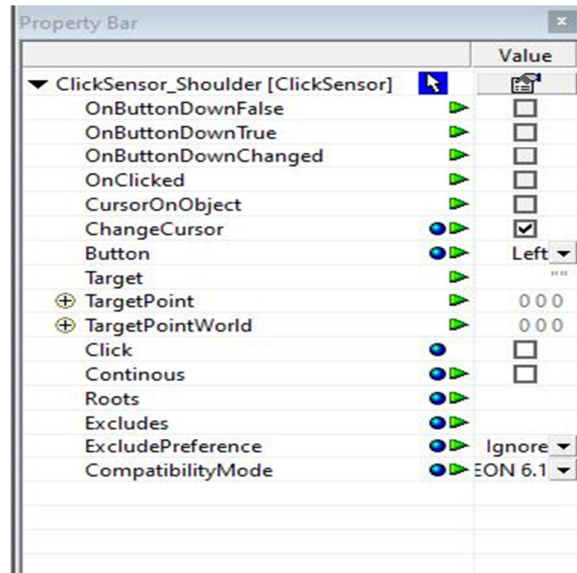 Property Bar
Value
ClickSensor_Shoulder [ClickSensor]
OnButtonDownFalse
OnButtonDownTrue
OnButtonDownChanged
OnClicked
CursorOnObject
ChangeCursor
Button Left
Target ""
TargetPoint 0 0 0
TargetPointWorld 0 0 0
Click
Continous
Roots
Excludes
ExcludePreference Ignore
CompatibilityMode EON 6.1